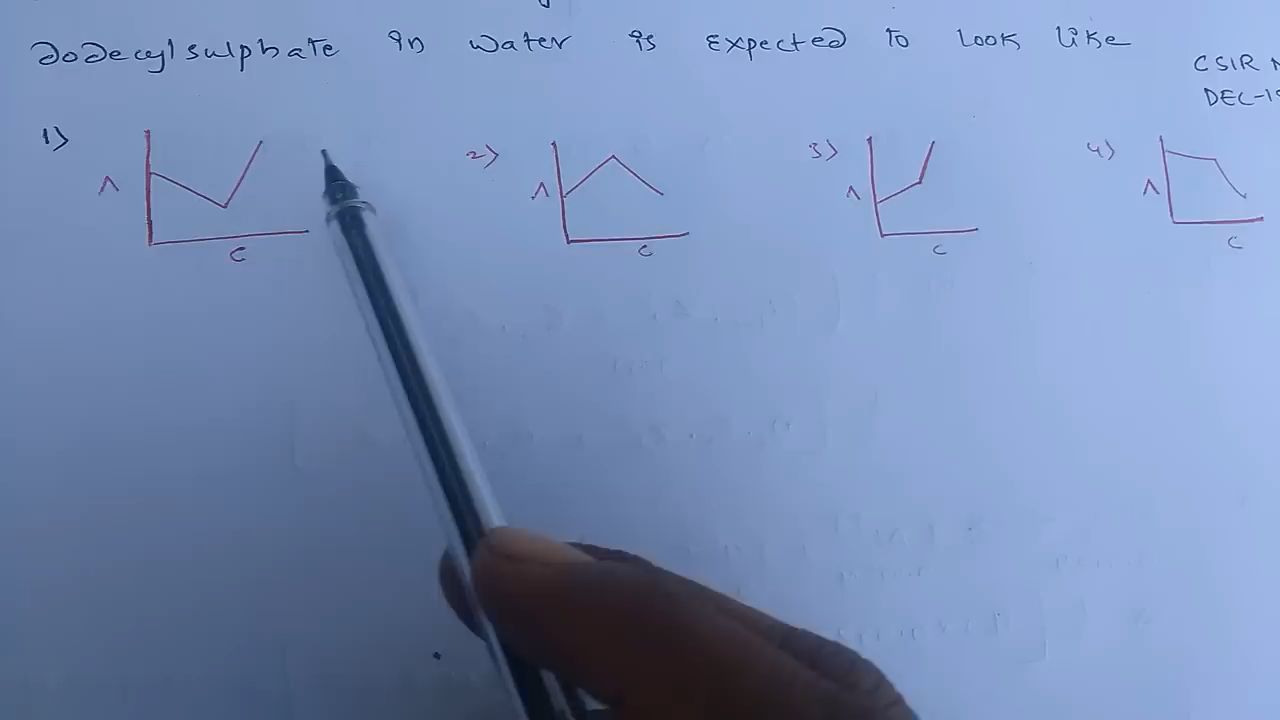 Dodecylsulphate in water is expected to look like
CSIR
DEC-
1)
2)
3)
4)
Λ
Λ
Λ
Λ
C
C
C
C